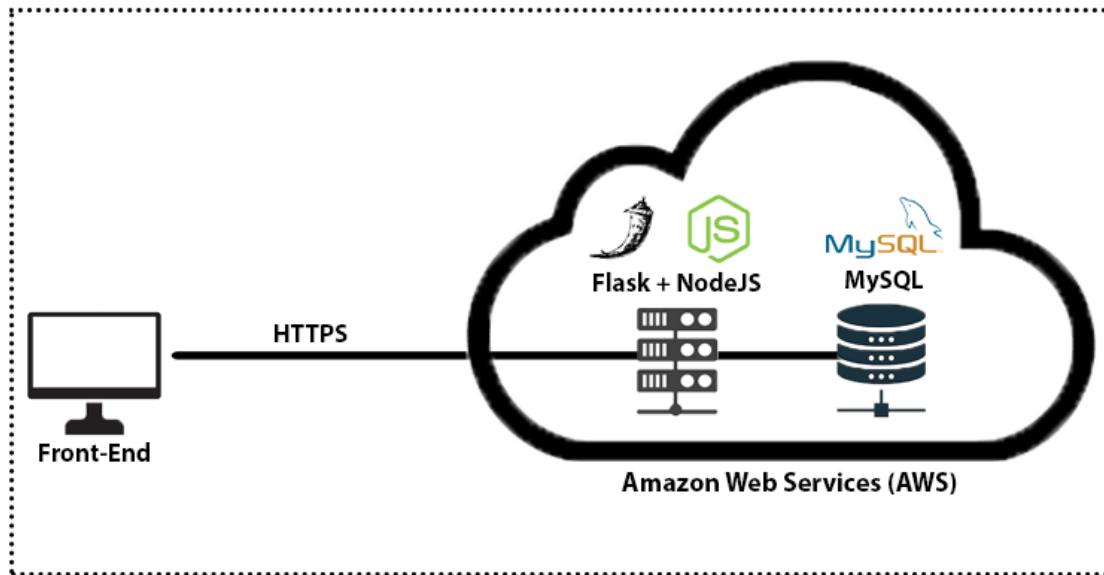 JS
MySQL
Flask + NodeJS
MySQL
HTTPS
Front-End
Amazon Web Services (AWS)